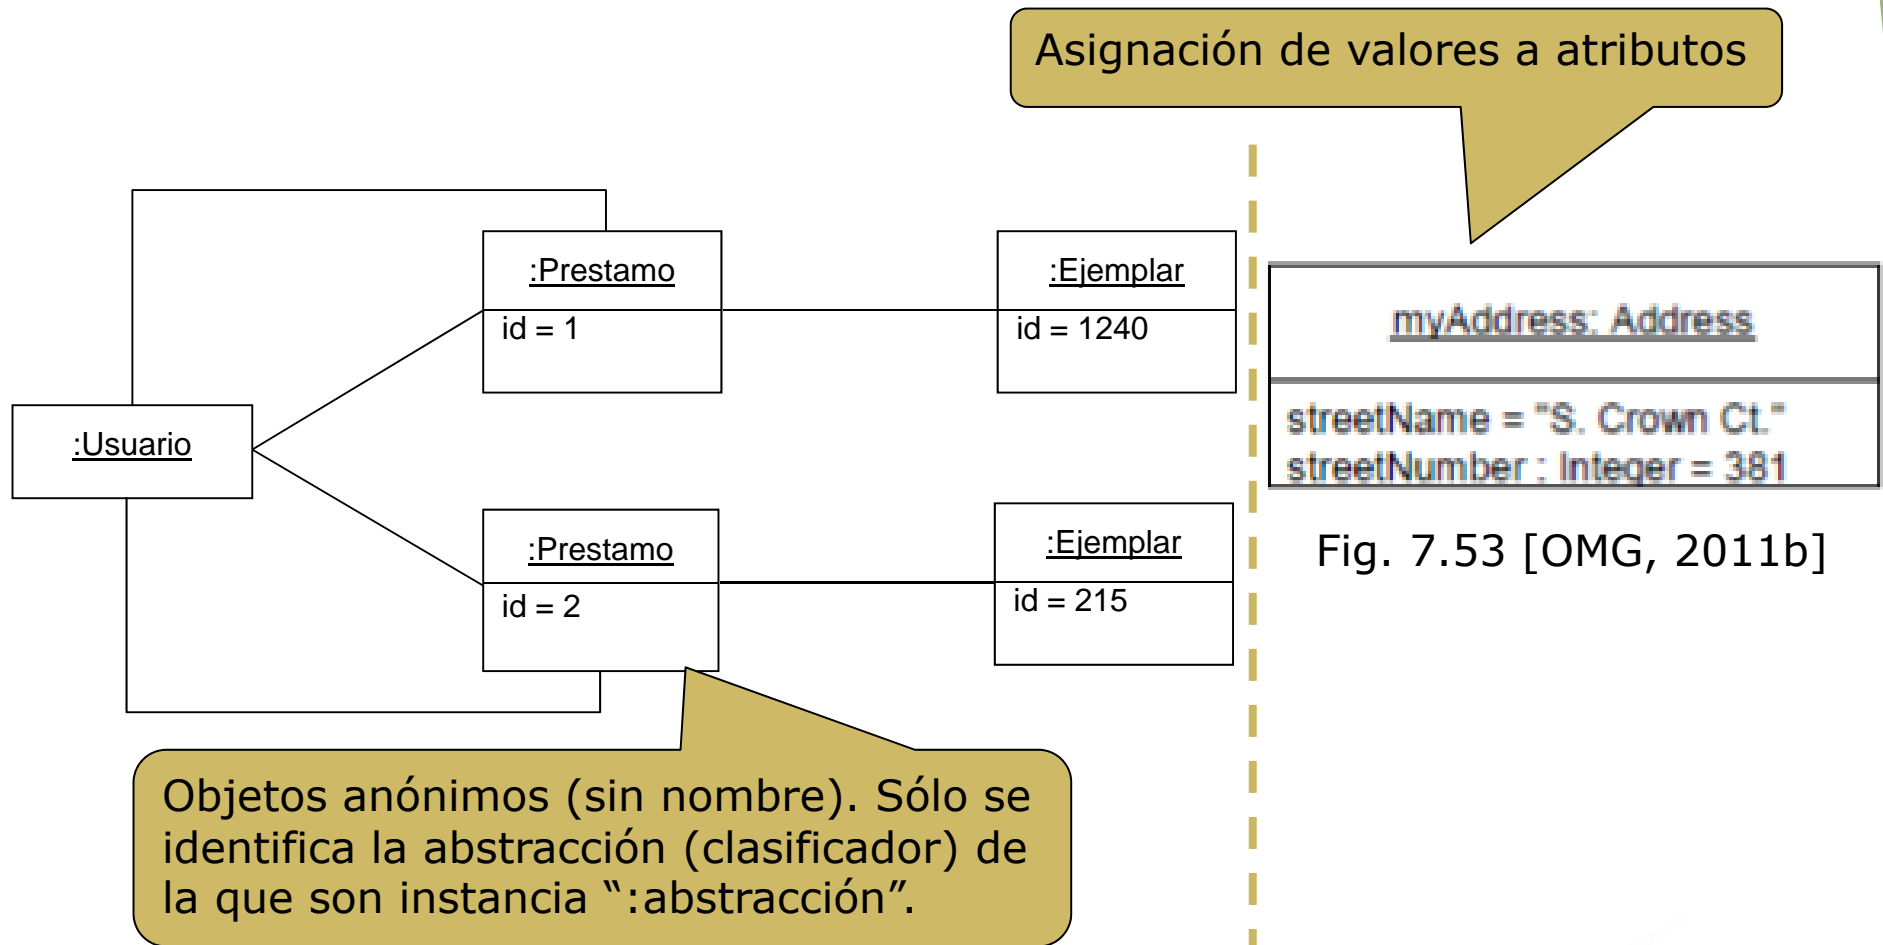 Asignación de valores a atributos
:Prestamo
id = 1
:Ejemplar
id = 1240
:Usuario
:Prestamo
id = 2
:Ejemplar
id = 215
myAddress: Address
streetName = "S. Crown Ct."
streetNumber : Integer = 381
Fig. 7.53 [OMG, 2011b]
Objetos anónimos (sin nombre). Sólo se
identifica la abstracción (clasificador) de
la que son instancia “:abstracción”.